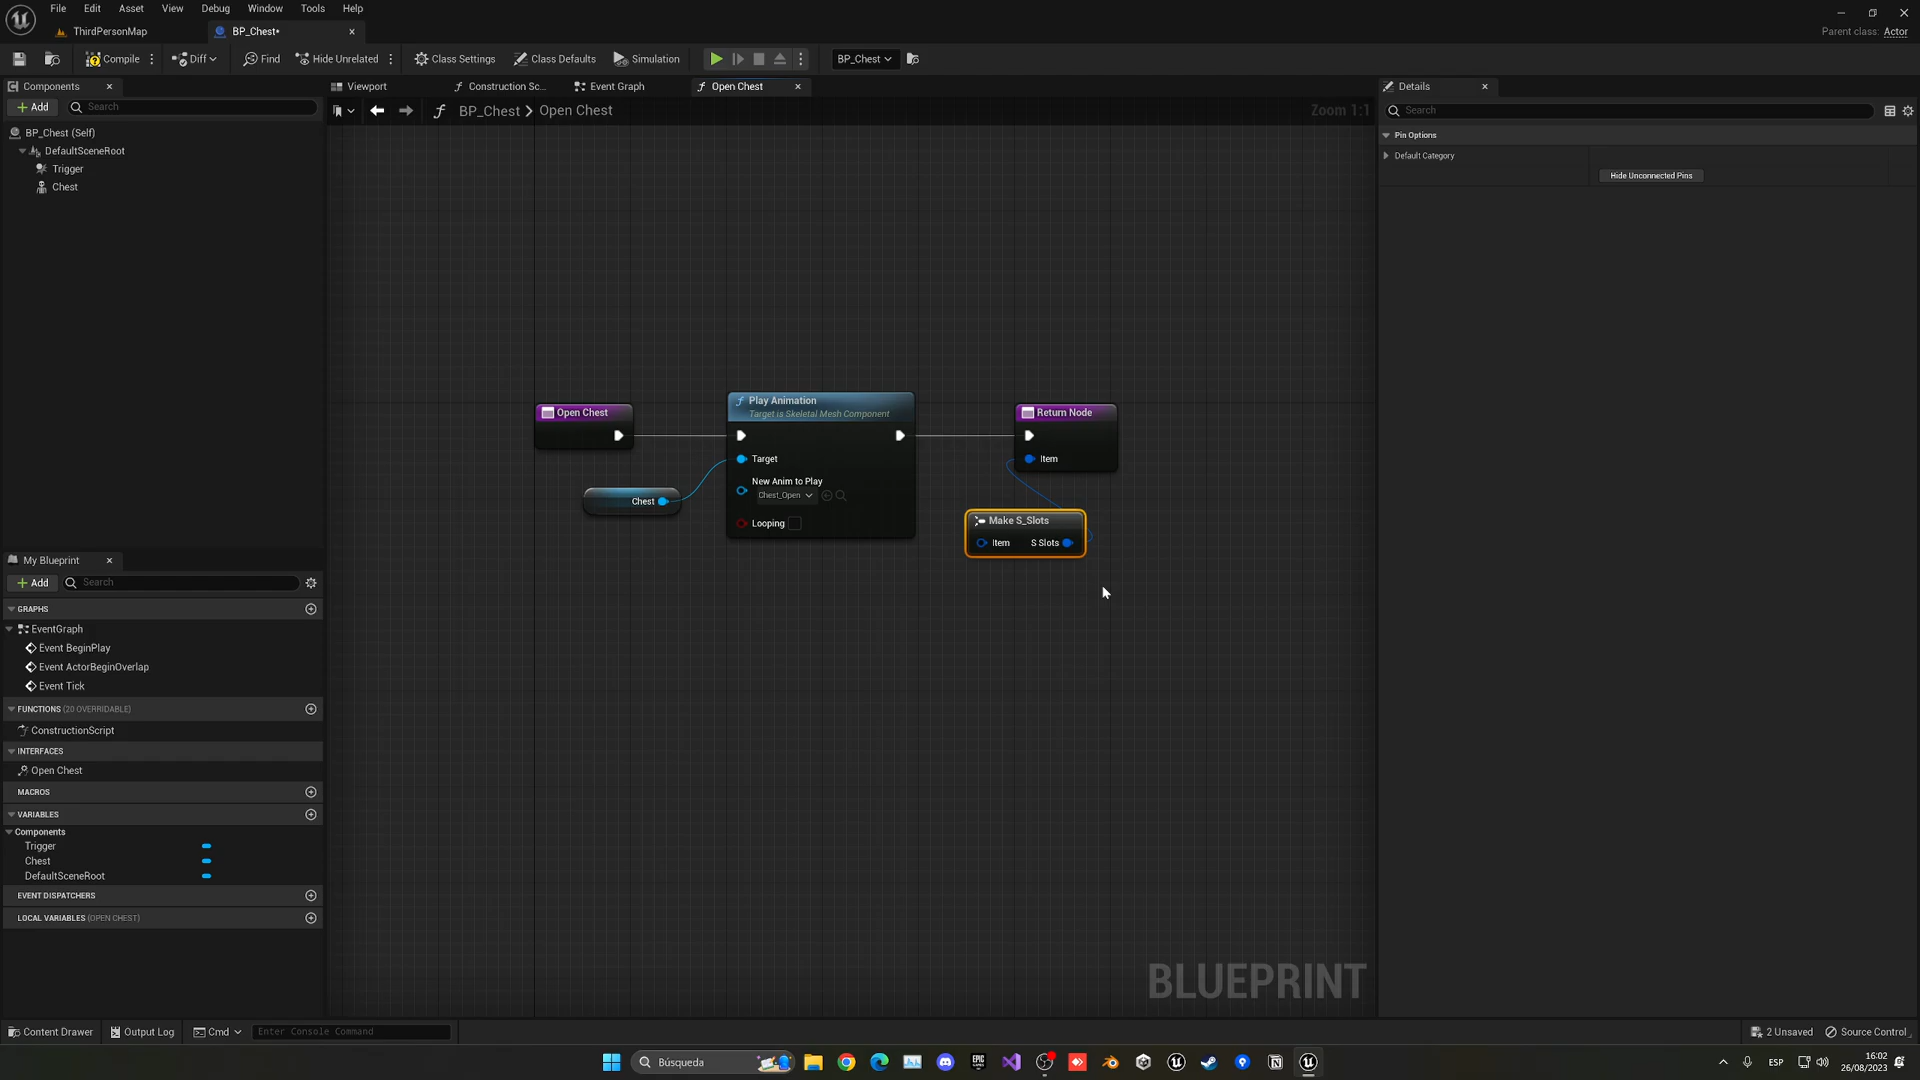 File Edit Asset View Debug Window Tools Help
ThirdPersonMap
BP_Chest*
Parent class: Actor
Compile
Diff
Find
Hide Unrelated
Class Settings
Class Defaults
Simulation
BP_Chest
Components
Add
Search
BP_Chest (Self)
DefaultSceneRoot
Trigger
Chest
Viewport
Construction Sc...
Event Graph
Open Chest
BP_Chest > Open Chest
Zoom 1:1
Open Chest
Chest
Play Animation
Target is Skeletal Mesh Component
Target
New Anim to Play
Chest_Open
Looping
Return Node
Item
Make S_Slots
Item S Slots
BLUEPRINT
Details
Search
Pin Options
Default Category
Hide Unconnected Pins
My Blueprint
Add
Search
GRAPHS
EventGraph
Event BeginPlay
Event ActorBeginOverlap
Event Tick
FUNCTIONS (20 OVERRIDABLE)
ConstructionScript
INTERFACES
Open Chest
MACROS
VARIABLES
Components
Trigger
Chest
DefaultSceneRoot
EVENT DISPATCHERS
LOCAL VARIABLES (OPEN CHEST)
Content Drawer
Output Log
Cmd
Enter Console Command
2 Unsaved
Source Control
Búsqueda
EPIC GAMES
ESP
16:02
26/08/2023